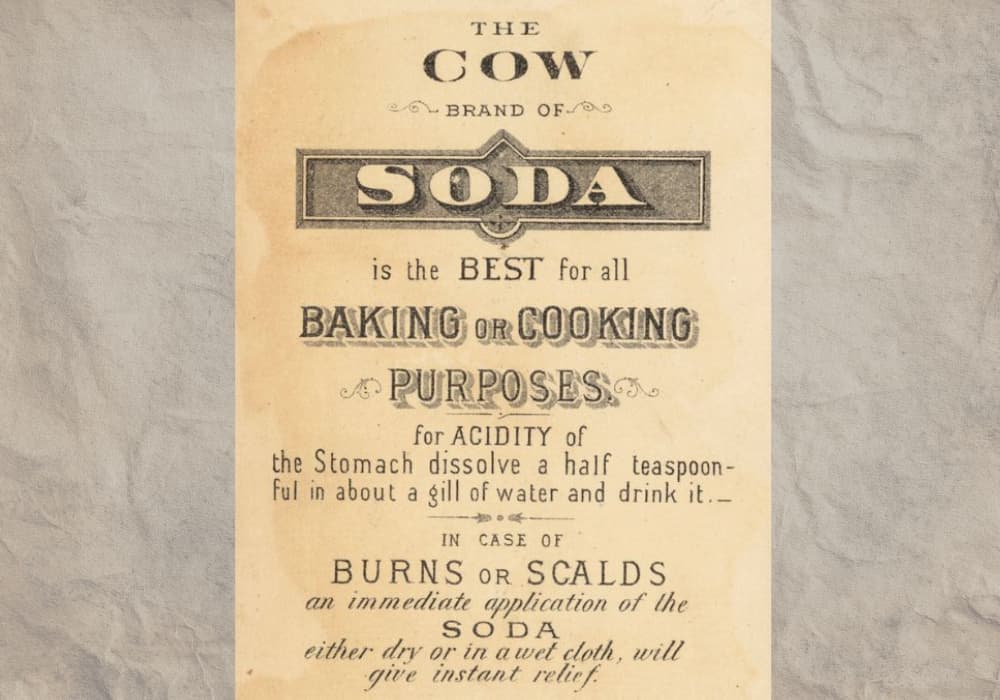 THE
COW
BRAND OF
SODA
is the BEST for all
BAKING OR COOKING
PURPOSES.
for ACIDITY of
the Stomach dissolve a half teaspoon-
ful in about a gill of water and drink it.—
IN CASE OF
BURNS OR SCALDS
an immediate application of the
SODA
either dry or in a wet cloth, will
give instant relief.